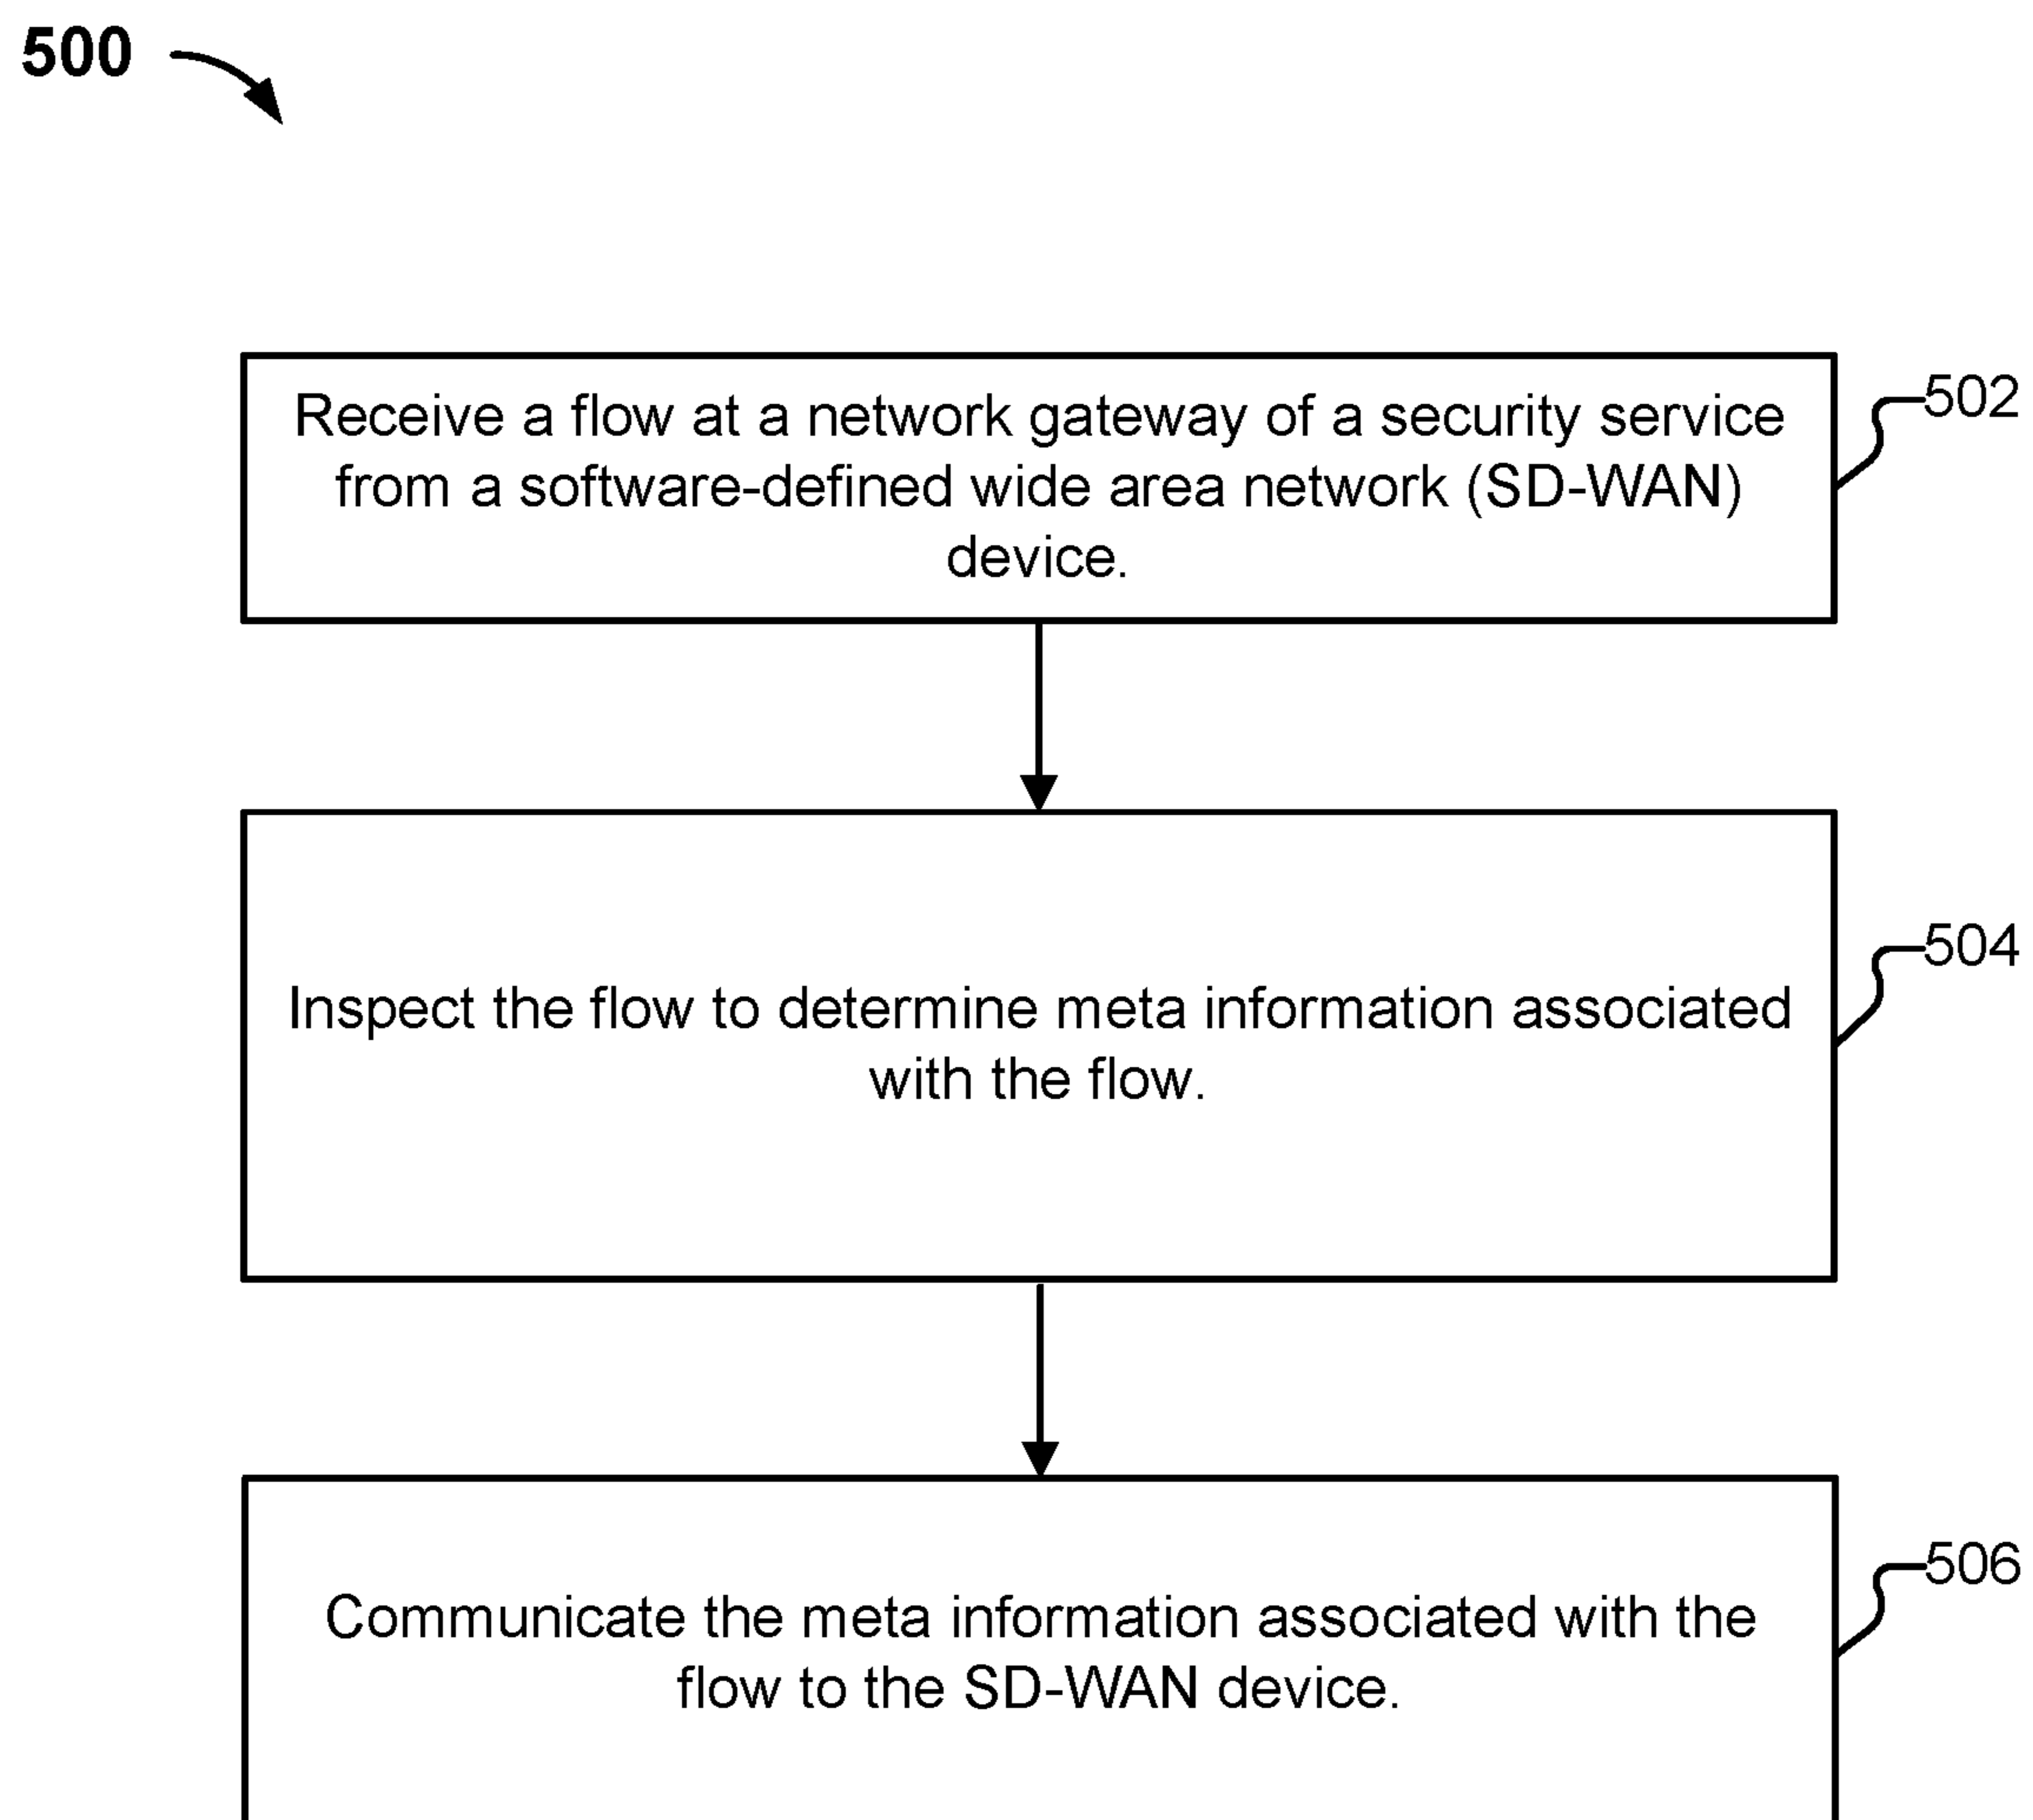 500
Receive a flow at a network gateway of a security service
from a software-defined wide area network (SD-WAN)
device.
502
Inspect the flow to determine meta information associated
with the flow.
504
Communicate the meta information associated with the
flow to the SD-WAN device.
506